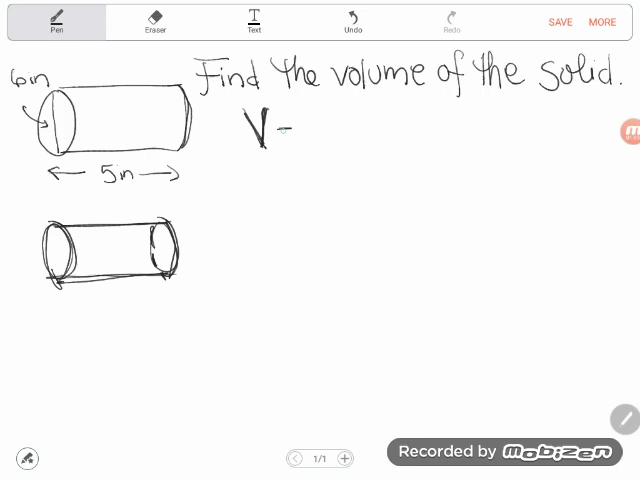 Pen Eraser Text Undo Redo SAVE MORE
6in
Find the volume of the solid.
V -
5in
1/1
Recorded by mobizen